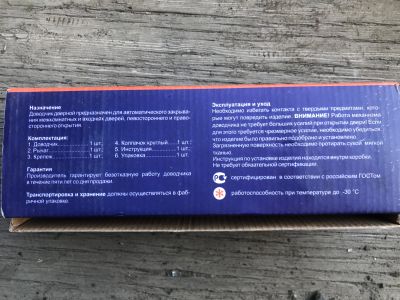 Назначение
Доводчик дверной предназначен для автоматического закрыва-
ния межкомнатных и входных дверей, левостороннего и право-
стороннего открытия.
Комплектация:
1. Доводчик.............1 шт.
2. Рычаг..................1 шт.
3. Крепеж................1 шт.
4. Колпачок круглый....1 шт.
5. Инструкция..............1 шт.
6. Упаковка.................1 шт.
Гарантия
Производитель гарантирует безотказную работу доводчика
в течение пяти лет со дня продажи.
Транспортировка и хранение должны осуществляться в фаб-
ричной упаковке.
Эксплуатация и уход
Необходимо избегать контакта с твердыми предметами, кото-
рые могут повредить изделие. ВНИМАНИЕ! Работа механизма
доводчика не требует больших усилий при открытии двери! Если
для этого требуется чрезмерное усилие, необходимо убедиться,
что изделие было правильно подобрано и установлено.
Загрязненную поверхность необходимо протирать сухой мягкой
тканью.
Инструкция по установке изделия находится внутри коробки.
Не требует обязательной сертификации.
сертифицирован в соответствии с российским ГОСТом
работоспособность при температуре до -30 °C